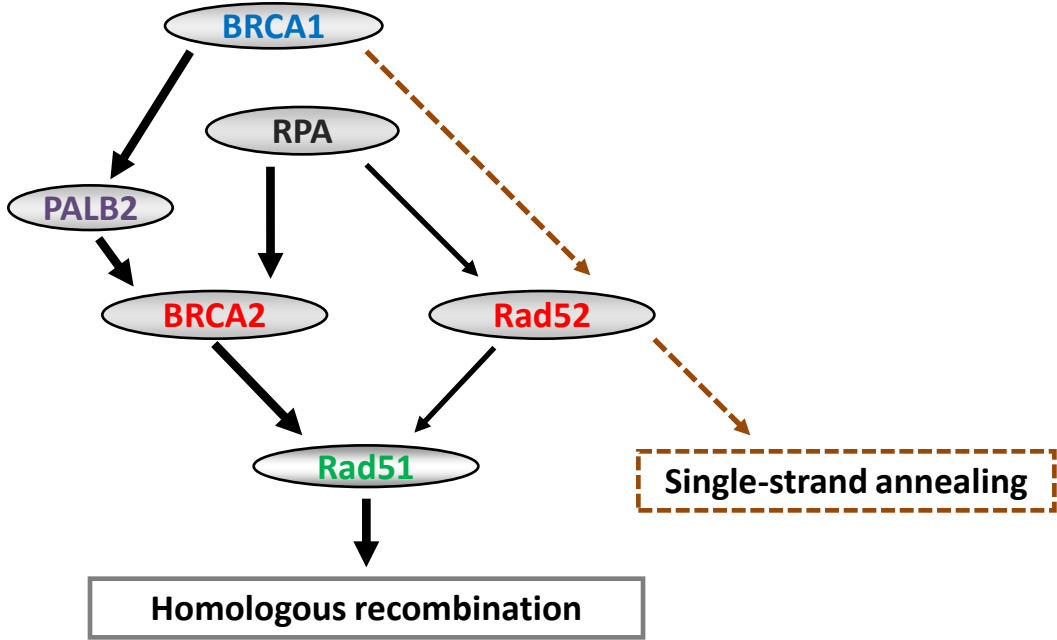 BRCA1
RPA
PALB2
BRCA2
Rad52
Rad51
Single-strand annealing
Homologous recombination